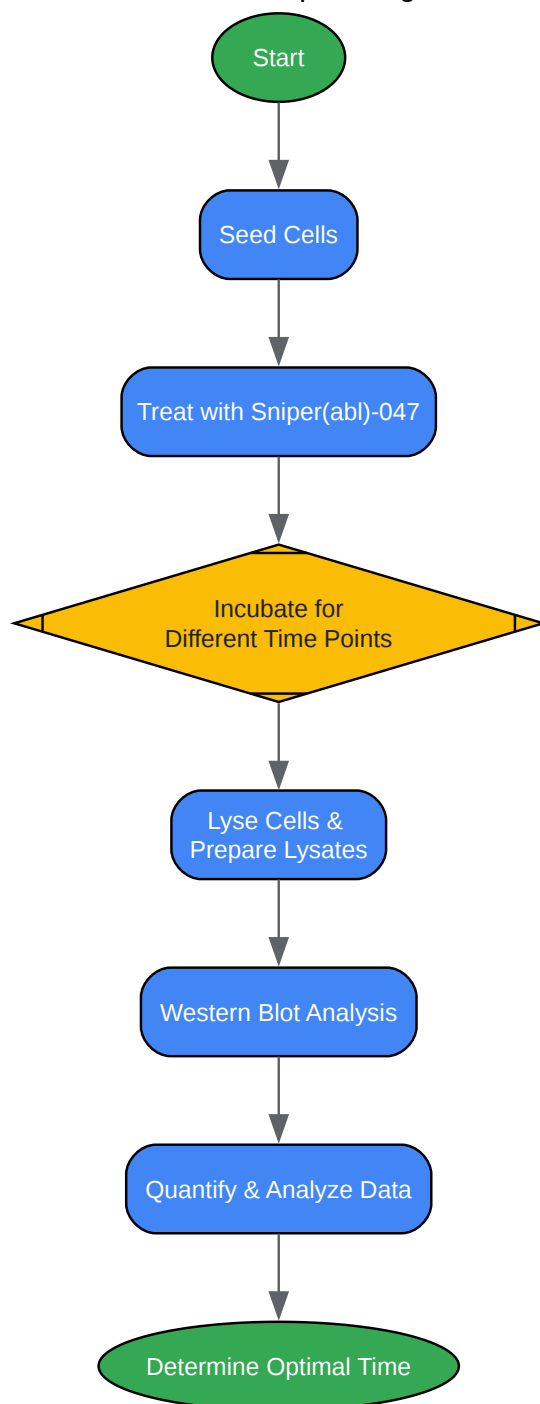 Start
Seed Cells
Treat with Sniper(abl)-047
Incubate for
Different Time Points
Lyse Cells &
Prepare Lysates
Western Blot Analysis
Quantify & Analyze Data
Determine Optimal Time